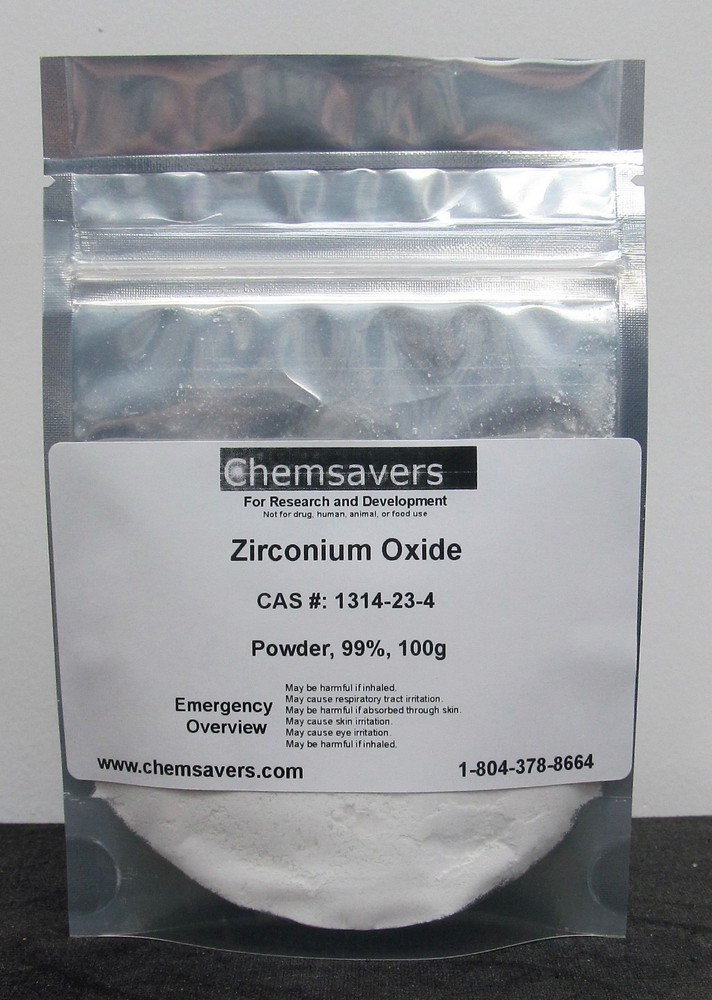 Chemsavers
For Research and Development
Not for drug, human, animal, or food use
Zirconium Oxide
CAS #: 1314-23-4
Powder, 99%, 100g
Emergency Overview
May be harmful if inhaled.
May cause respiratory tract irritation.
May be harmful if absorbed through skin.
May cause skin irritation.
May cause eye irritation.
May be harmful if inhaled.
www.chemsavers.com
1-804-378-8664